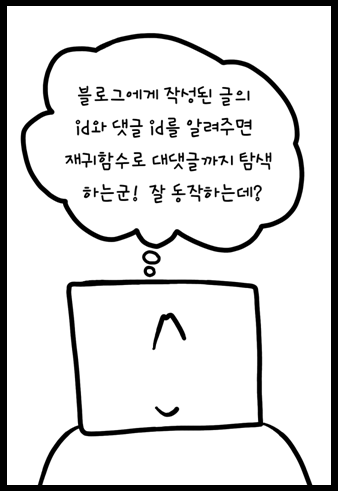 블로그에게 작성된 글의
id와 댓글 id를 알려주면
재귀함수로 대댓글까지 탐색
하는군! 잘 동작하는데?